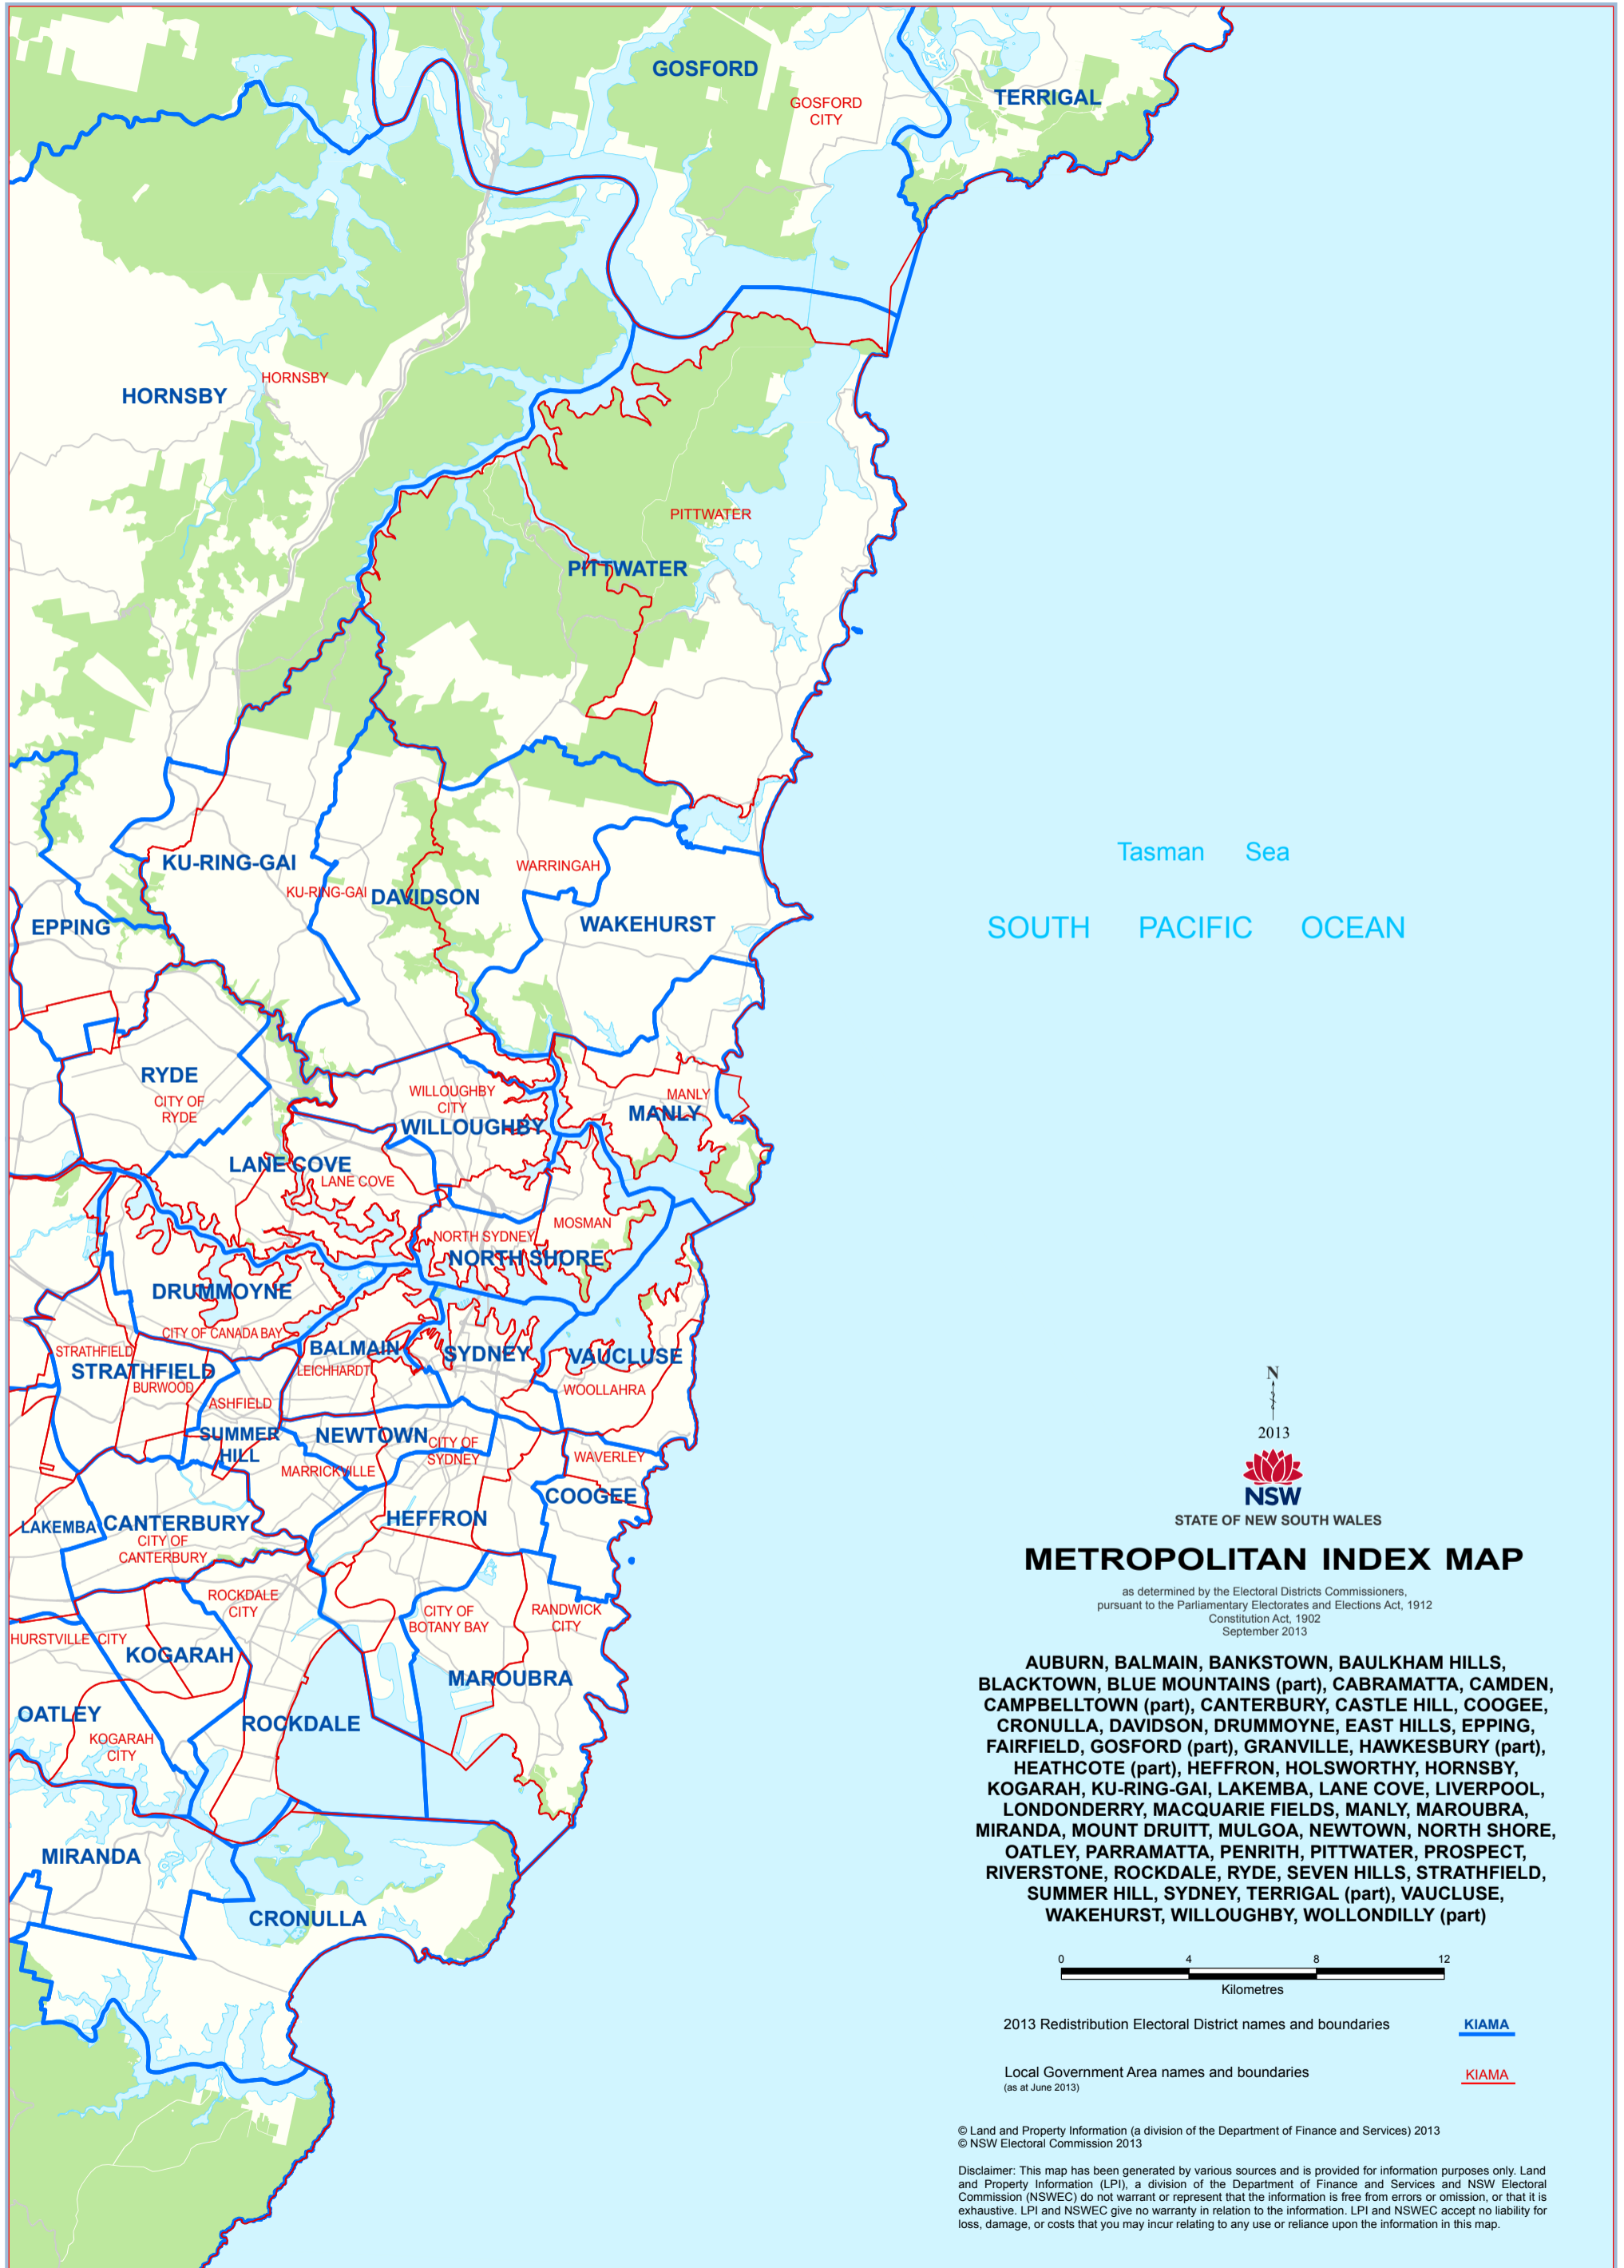 GOSFORD
TERRIGAL
GOSFORD
CITY
HORNSBY
HORNSBY
PITTWATER
PITTWATER
KU-RING-GAI
KU-RING-GAI
DAVIDSON
WARRINGAH
WAKEHURST
EPPING
Tasman Sea
SOUTH PACIFIC OCEAN
RYDE
CITY OF
RYDE
WILLOUGHBY
CITY
WILLOUGHBY
MANLY
MANLY
LANE COVE
LANE COVE
MOSMAN
NORTH SYDNEY
NORTH SHORE
DRUMMOYNE
CITY OF CANADA BAY
STRATHFIELD
STRATHFIELD
BURWOOD
BALMAIN
LEICHHARDT
SYDNEY
VAUCLUSE
WOOLLAHRA
ASHFIELD
SUMMER
HILL
NEWTOWN
CITY OF
SYDNEY
MARRICKVILLE
WAVERLEY
COOGEE
LAKEMBA
CANTERBURY
CITY OF
CANTERBURY
HEFFRON
ROCKDALE
CITY
CITY OF
BOTANY BAY
RANDWICK
CITY
HURSTVILLE CITY
KOGARAH
MAROUBRA
OATLEY
KOGARAH
CITY
ROCKDALE
MIRANDA
CRONULLA
N
2013
NSW
STATE OF NEW SOUTH WALES
METROPOLITAN INDEX MAP
as determined by the Electoral Districts Commissioners,
pursuant to the Parliamentary Electorates and Elections Act, 1912
Constitution Act, 1902
September 2013
AUBURN, BALMAIN, BANKSTOWN, BAULKHAM HILLS,
BLACKTOWN, BLUE MOUNTAINS (part), CABRAMATTA, CAMDEN,
CAMPBELLTOWN (part), CANTERBURY, CASTLE HILL, COOGEE,
CRONULLA, DAVIDSON, DRUMMOYNE, EAST HILLS, EPPING,
FAIRFIELD, GOSFORD (part), GRANVILLE, HAWKESBURY (part),
HEATHCOTE (part), HEFFRON, HOLSWORTHY, HORNSBY,
KOGARAH, KU-RING-GAI, LAKEMBA, LANE COVE, LIVERPOOL,
LONDONDERRY, MACQUARIE FIELDS, MANLY, MAROUBRA,
MIRANDA, MOUNT DRUITT, MULGOA, NEWTOWN, NORTH SHORE,
OATLEY, PARRAMATTA, PENRITH, PITTWATER, PROSPECT,
RIVERSTONE, ROCKDALE, RYDE, SEVEN HILLS, STRATHFIELD,
SUMMER HILL, SYDNEY, TERRIGAL (part), VAUCLUSE,
WAKEHURST, WILLOUGHBY, WOLLONDILLY (part)
0 4 8 12
Kilometres
2013 Redistribution Electoral District names and boundaries KIAMA
Local Government Area names and boundaries KIAMA
(as at June 2013)
© Land and Property Information (a division of the Department of Finance and Services) 2013
© NSW Electoral Commission 2013
Disclaimer: This map has been generated by various sources and is provided for information purposes only. Land
and Property Information (LPI), a division of the Department of Finance and Services and NSW Electoral
Commission (NSWEC) do not warrant or represent that the information is free from errors or omission, or that it is
exhaustive. LPI and NSWEC give no warranty in relation to the information. LPI and NSWEC accept no liability for
loss, damage, or costs that you may incur relating to any use or reliance upon the information in this map.